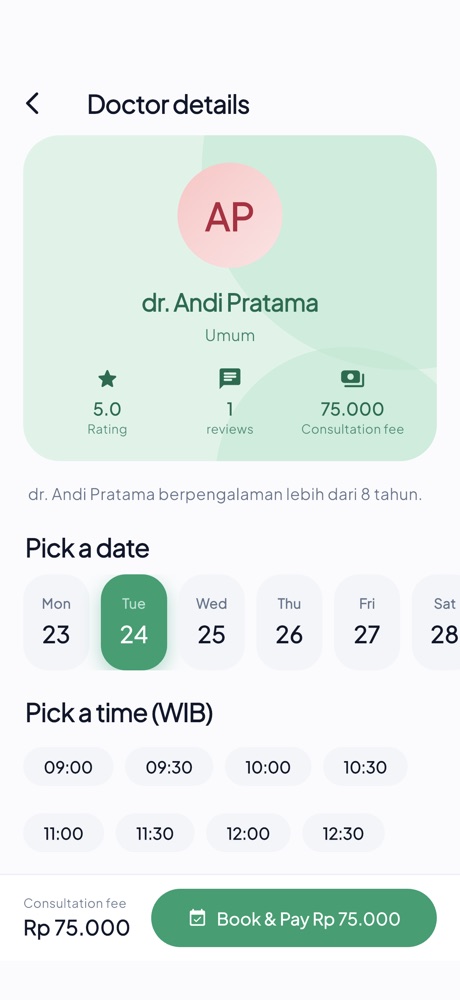 Doctor details
AP
dr. Andi Pratama
Umum
5.0 1 75.000
Rating reviews Consultation fee
dr. Andi Pratama berpengalaman lebih dari 8 tahun.
Pick a date
Mon Tue Wed Thu Fri Sat
23 24 25 26 27 28
Pick a time (WIB)
09:00 09:30 10:00 10:30
11:00 11:30 12:00 12:30
Consultation fee
Rp 75.000
Book & Pay Rp 75.000